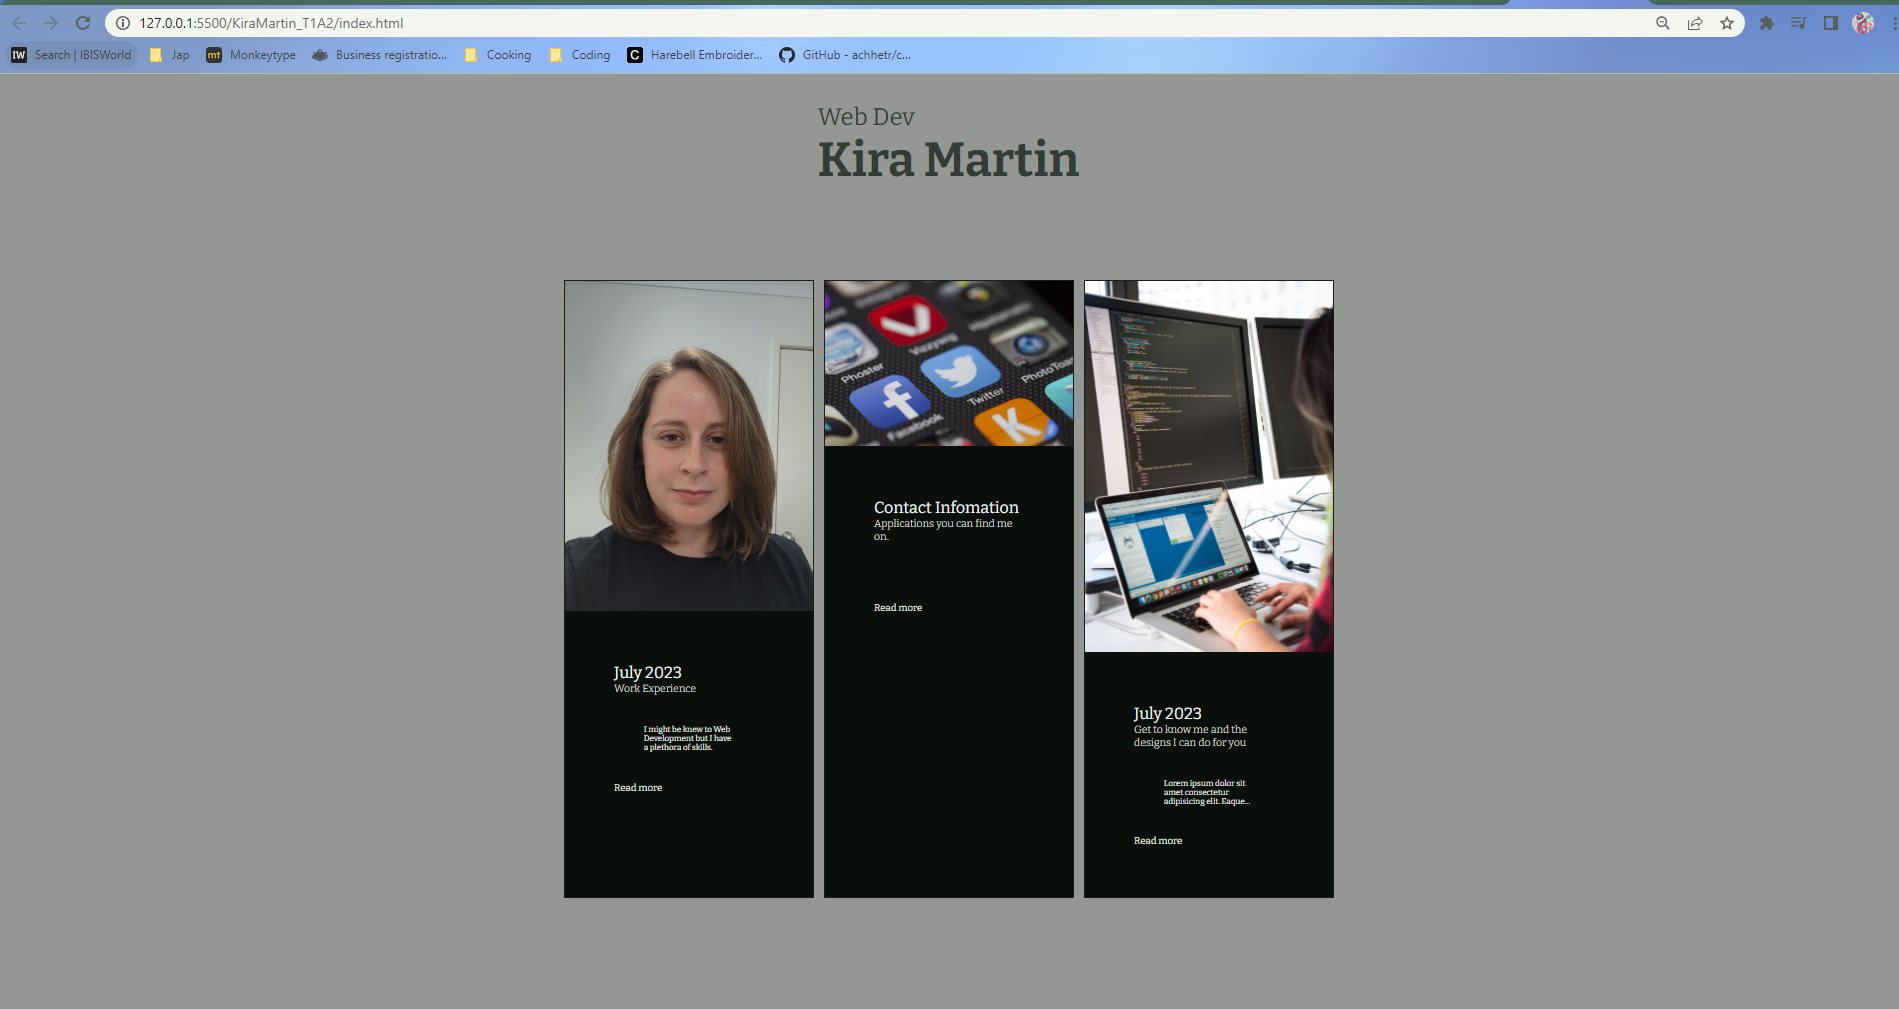 127.0.0.1:5500/KiraMartin_T1A2/index.html
IW Search | IBISWorld Jap mt Monkeytype Business registratio... Cooking Coding C Harebell Embroider... GitHub - achhetr/c...
Web Dev
Kira Martin
Phoster
Facebook
Twitter
PhotoToas
Contact Infomation
Applications you can find me
on.
Read more
July 2023
Work Experience
I might be knew to Web
Development but I have
a plethora of skills.
Read more
July 2023
Get to know me and the
designs I can do for you
Lorem ipsum dolor sit
amet consectetur
adipisicing elit. Eaque...
Read more